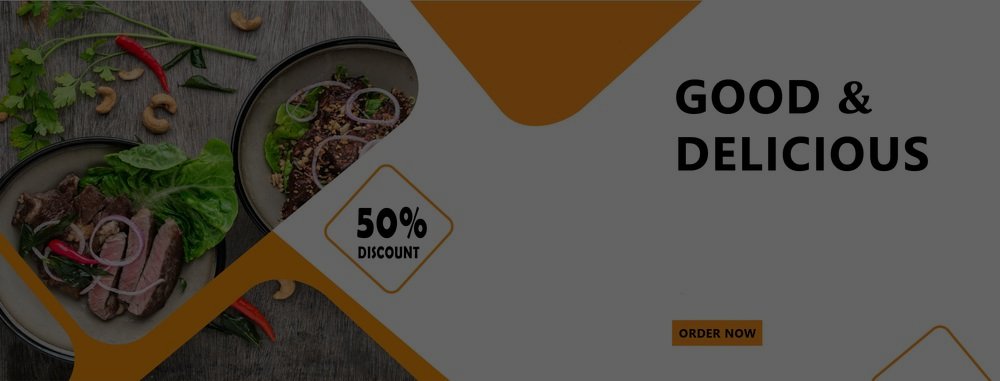 GOOD &
DELICIOUS
50%
DISCOUNT
ORDER NOW